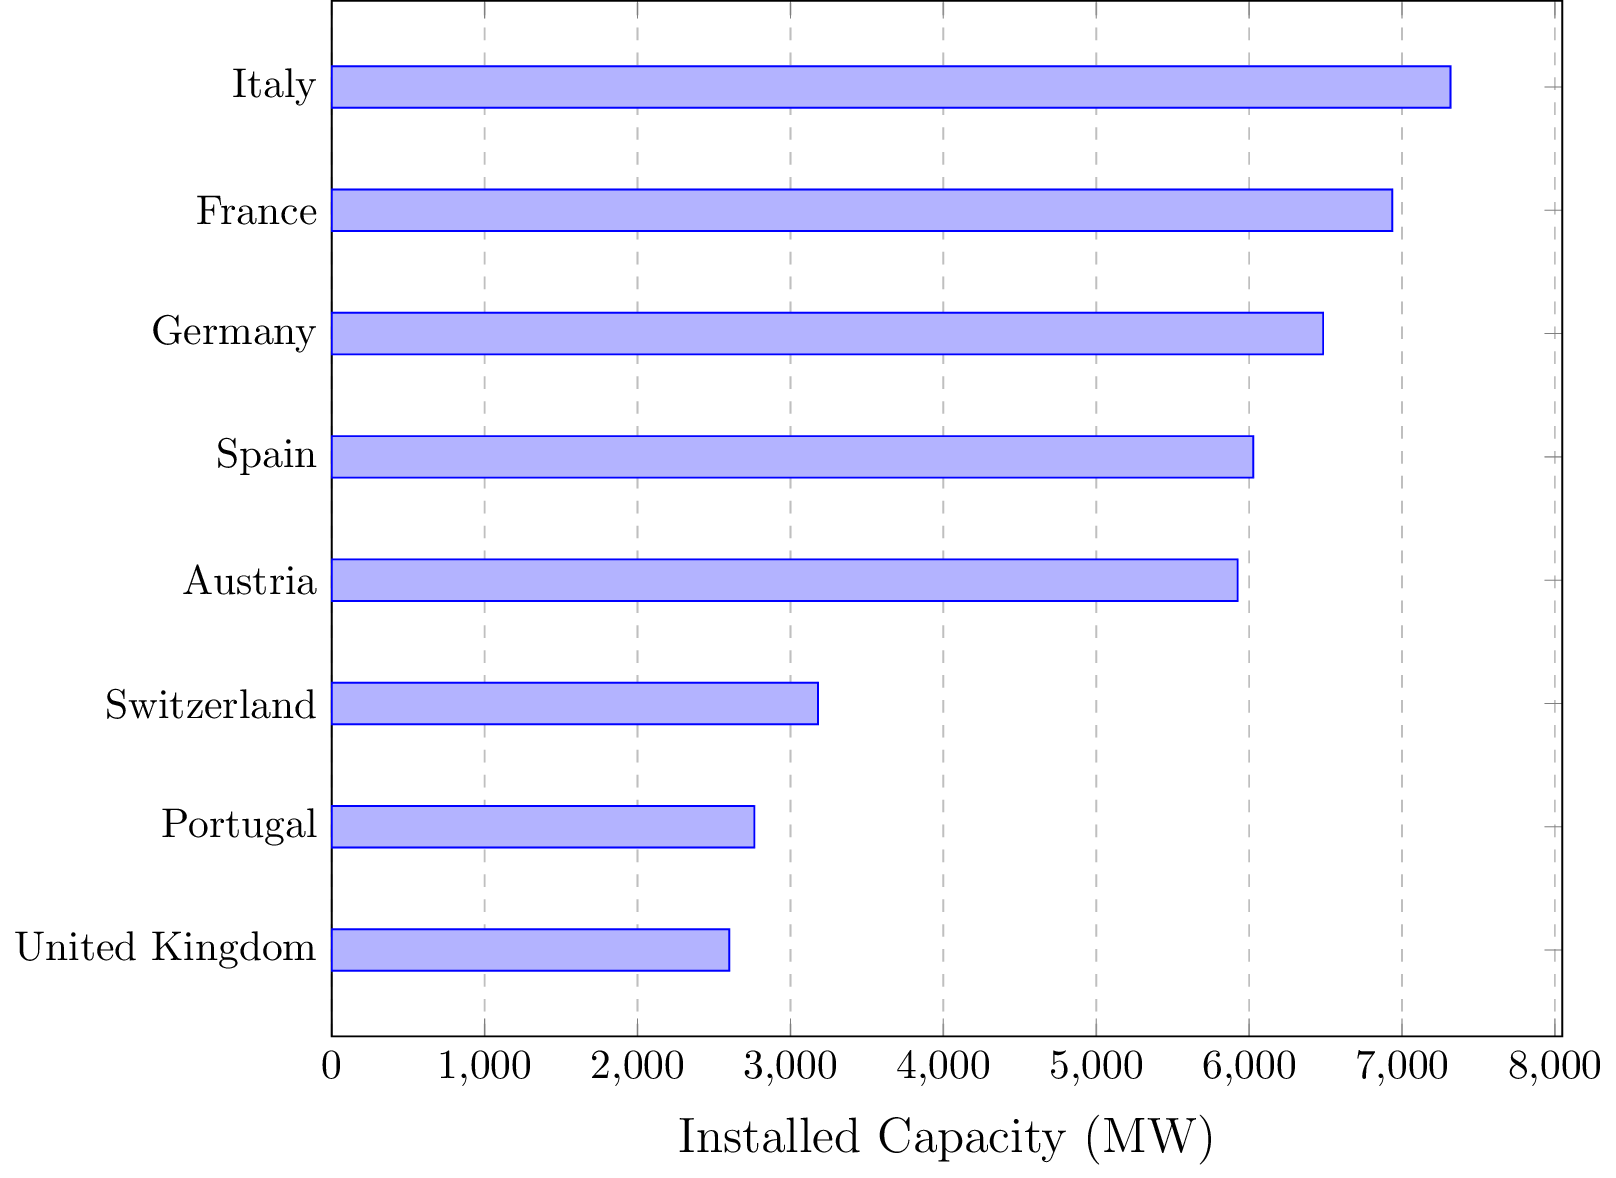 Italy
France
Germany
Spain
Austria
Switzerland
Portugal
United Kingdom
0 1,000 2,000 3,000 4,000 5,000 6,000 7,000 8,000
Installed Capacity (MW)